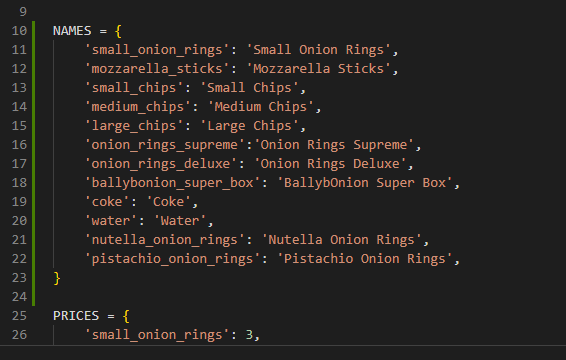 9
10 NAMES = {
11 'small_onion_rings': 'Small Onion Rings',
12 'mozzarella_sticks': 'Mozzarella Sticks',
13 'small_chips': 'Small Chips',
14 'medium_chips': 'Medium Chips',
15 'large_chips': 'Large Chips',
16 'onion_rings_supreme':'Onion Rings Supreme',
17 'onion_rings_deluxe': 'Onion Rings Deluxe',
18 'ballybonion_super_box': 'BallybOnion Super Box',
19 'coke': 'Coke',
20 'water': 'Water',
21 'nutella_onion_rings': 'Nutella Onion Rings',
22 'pistachio_onion_rings': 'Pistachio Onion Rings',
23 }
24
25 PRICES = {
26 'small_onion_rings': 3,